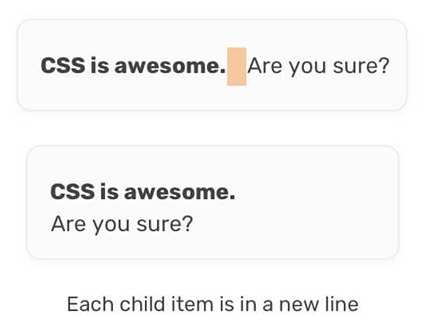 CSS is awesome. Are you sure?
CSS is awesome.
Are you sure?
Each child item is in a new line